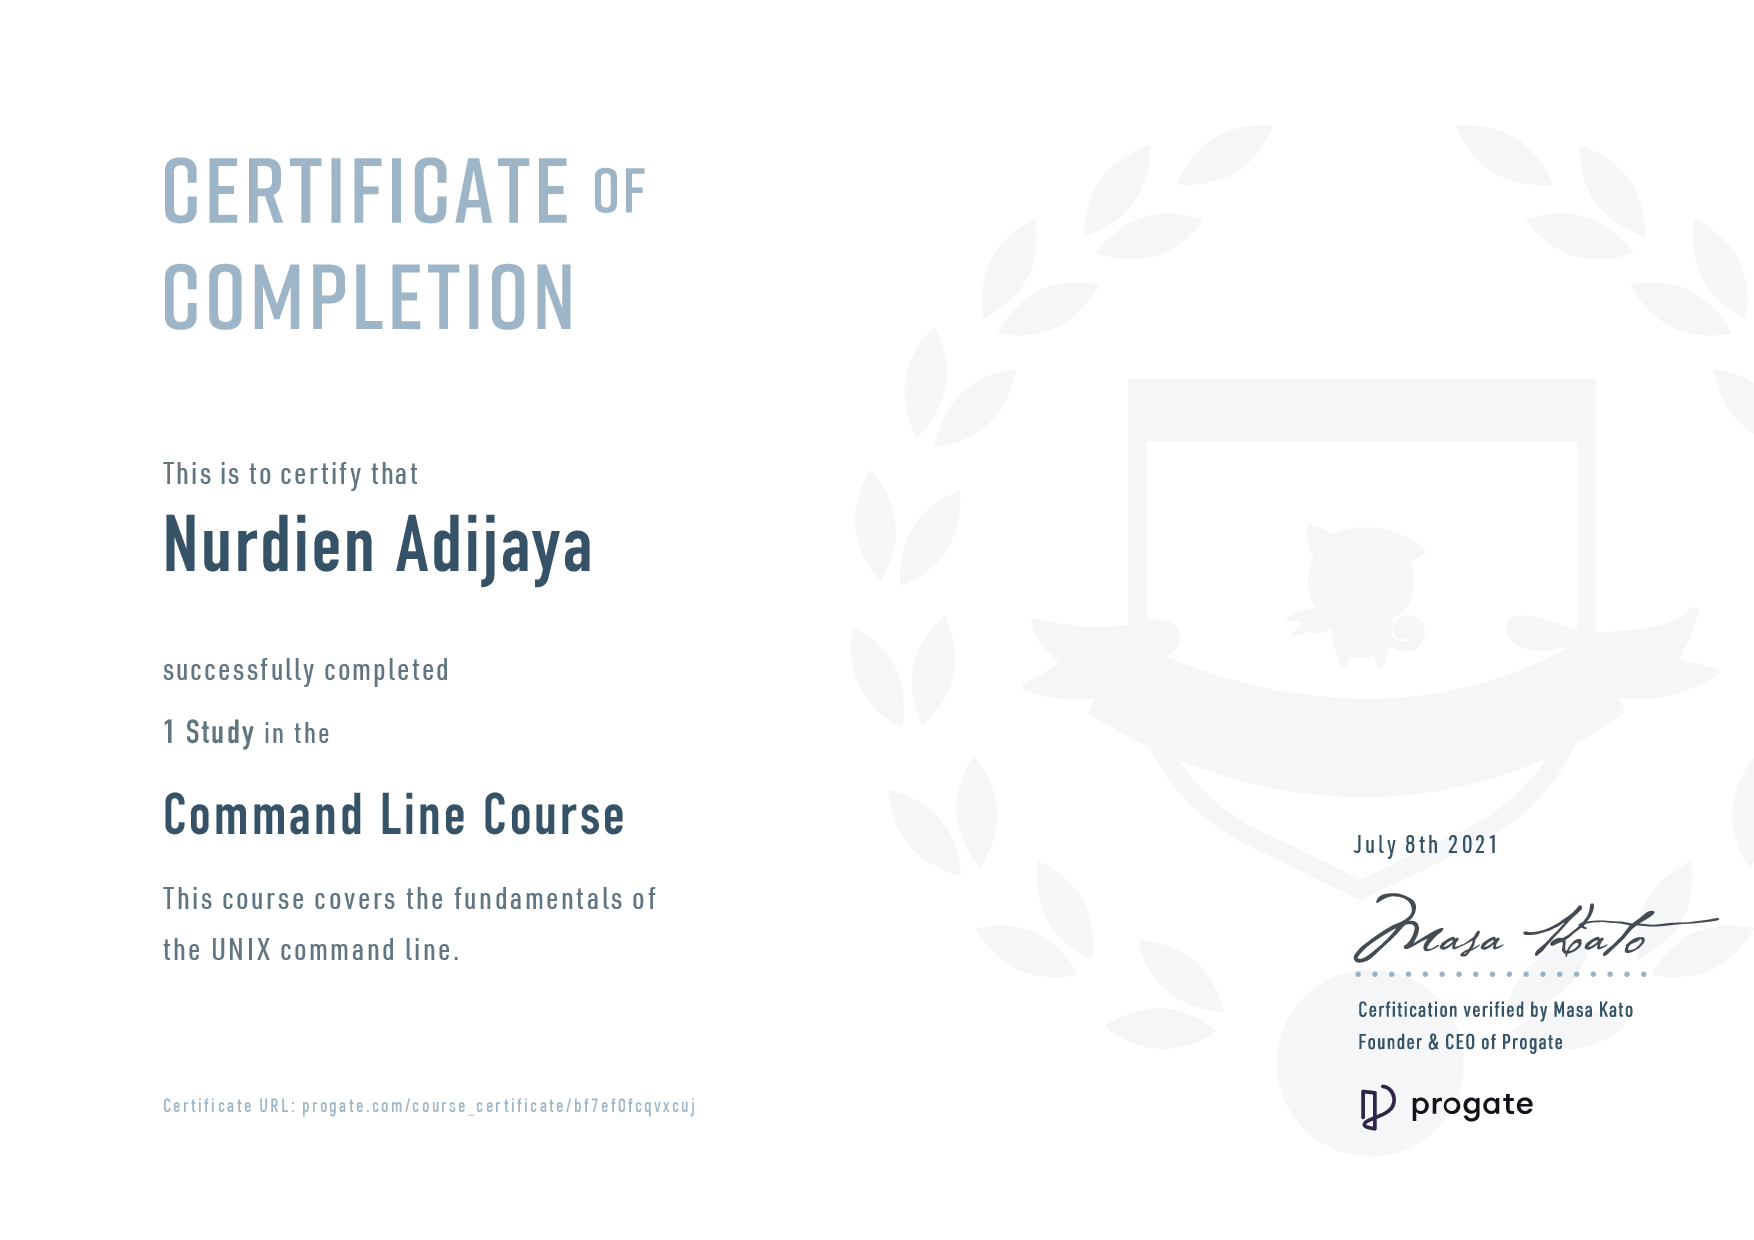 CERTIFICATE OF
COMPLETION
This is to certify that
Nurdien Adijaya
successfully completed
1 Study in the
Command Line Course
This course covers the fundamentals of
the UNIX command line.
July 8th 2021
Masa Kato
Cerfitication verified by Masa Kato
Founder & CEO of Progate
progate
Certificate URL: progate.com/course_certificate/bf7ef0fcqvxcuj